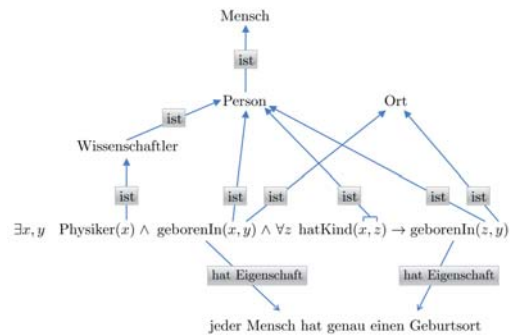 Mensch
ist
Person Ort
ist
Wissenschaftler
ist ist ist ist ist ist
∃x, y Physiker(x) ∧ geborenIn(x, y) ∧ ∀z hatKind(x, z) → geborenIn(z, y)
hat Eigenschaft hat Eigenschaft
jeder Mensch hat genau einen Geburtsort